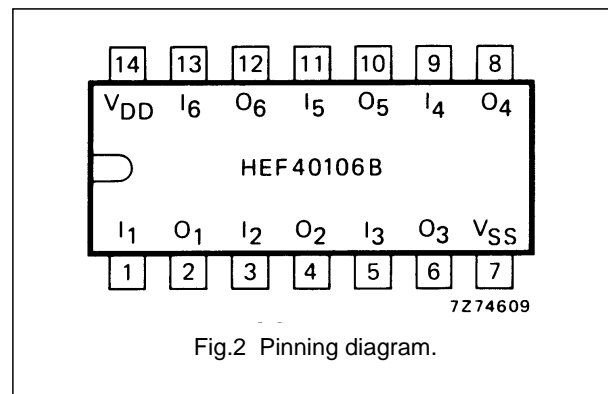 14 13 12 11 10 9 8
VDD I6 O6 I5 O5 I4 O4
HEF40106B
I1 O1 I2 O2 I3 O3 VSS
1 2 3 4 5 6 7
7Z74609
Fig.2 Pinning diagram.